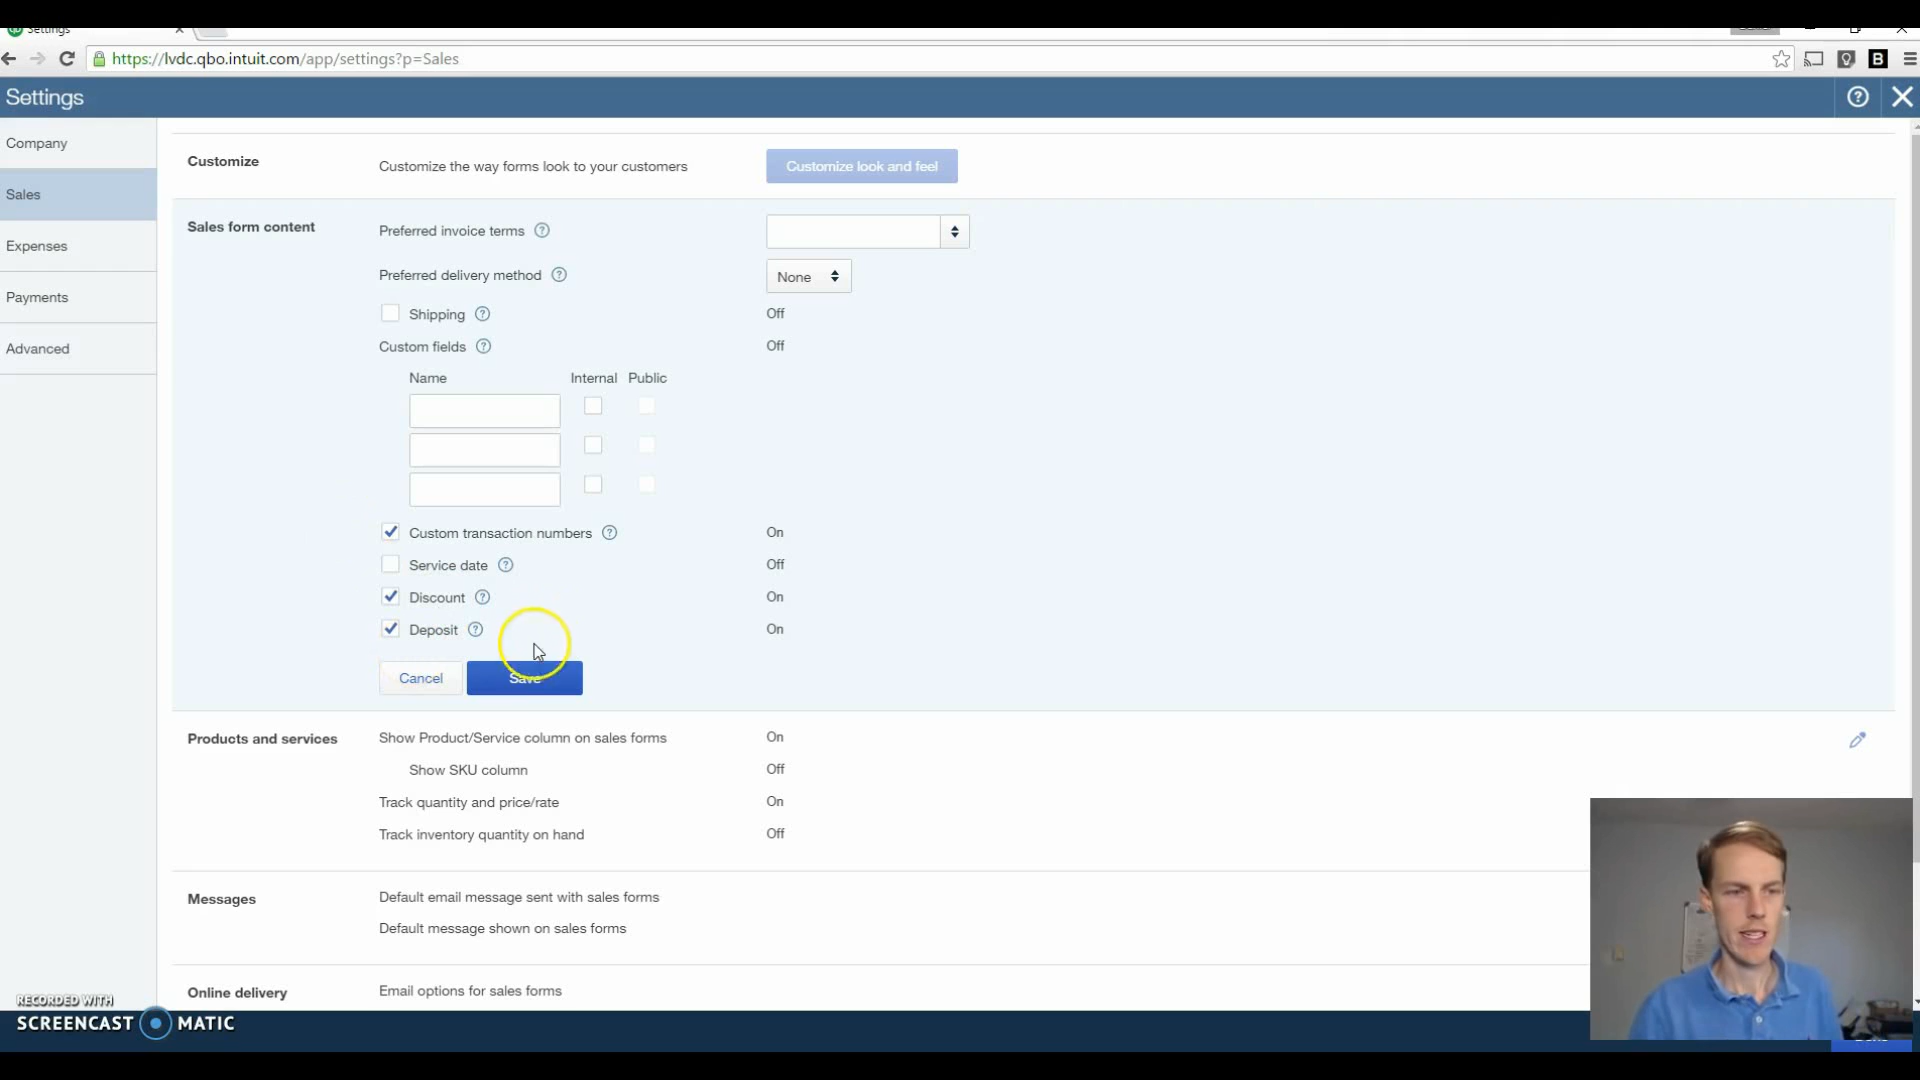 Settings
https://lvdc.qbo.intuit.com/app/settings?p=Sales
Settings
Company
Sales
Expenses
Payments
Advanced
Customize
Customize the way forms look to your customers
Customize look and feel
Sales form content
Preferred invoice terms
Preferred delivery method
None
Shipping
Off
Custom fields
Off
Name Internal Public
Custom transaction numbers
On
Service date
Off
Discount
On
Deposit
On
Cancel
Save
Products and services
Show Product/Service column on sales forms
On
Show SKU column
Off
Track quantity and price/rate
On
Track inventory quantity on hand
Off
Messages
Default email message sent with sales forms
Default message shown on sales forms
Online delivery
Email options for sales forms
RECORDED WITH
SCREENCAST MATIC